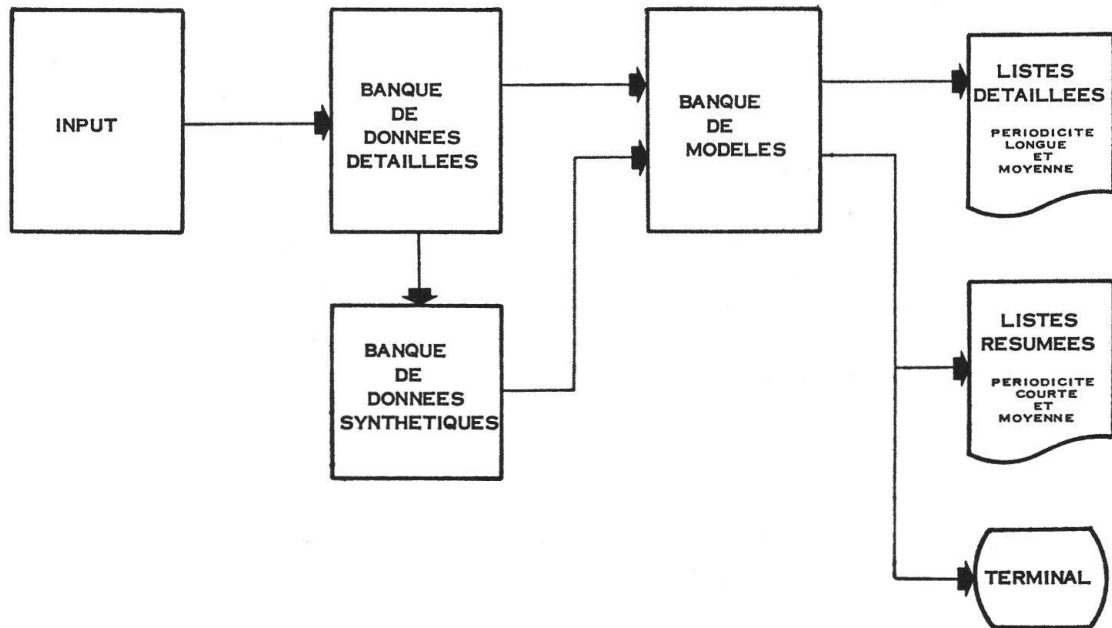 INPUT
BANQUE
DE
DONNEES
DETAILLEES
BANQUE
DE
DONNEES
SYNTHETIQUES
BANQUE
DE
MODELES
LISTES
DETAILLEES
PERIODICITE
LONGUE
ET
MOYENNE
LISTES
RESUMEES
PERIODICITE
COURTE
ET
MOYENNE
TERMINAL